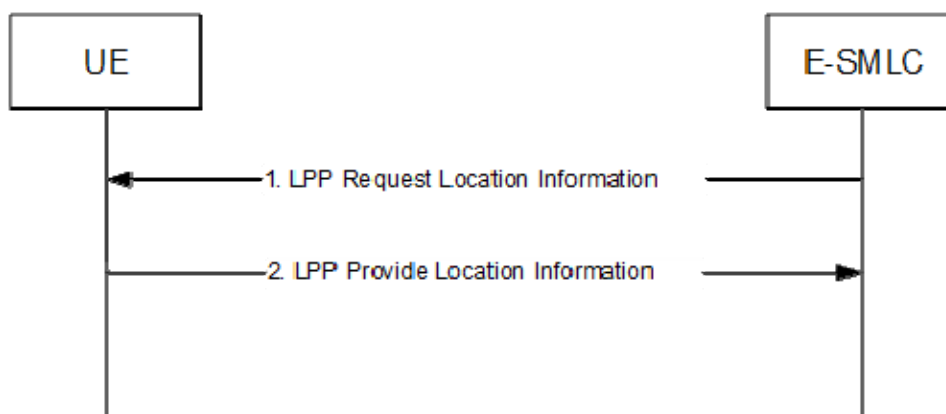 UE
E-SMLC
1. LPP Request Location Information
2. LPP Provide Location Information